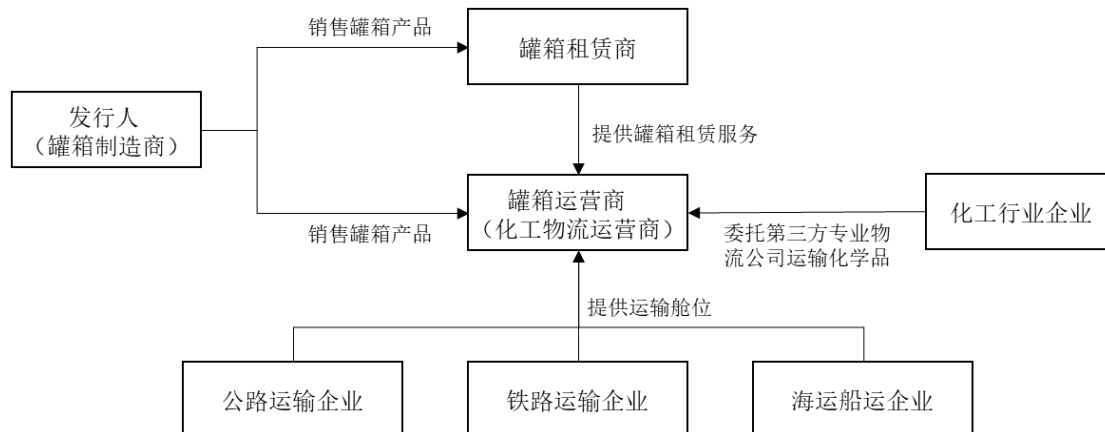 销售罐箱产品
罐箱租赁商
发行人
（罐箱制造商）
提供罐箱租赁服务
罐箱运营商
（化工物流运营商）
化工行业企业
销售罐箱产品
委托第三方专业物
流公司运输化学品
提供运输舱位
公路运输企业
铁路运输企业
海运船运企业